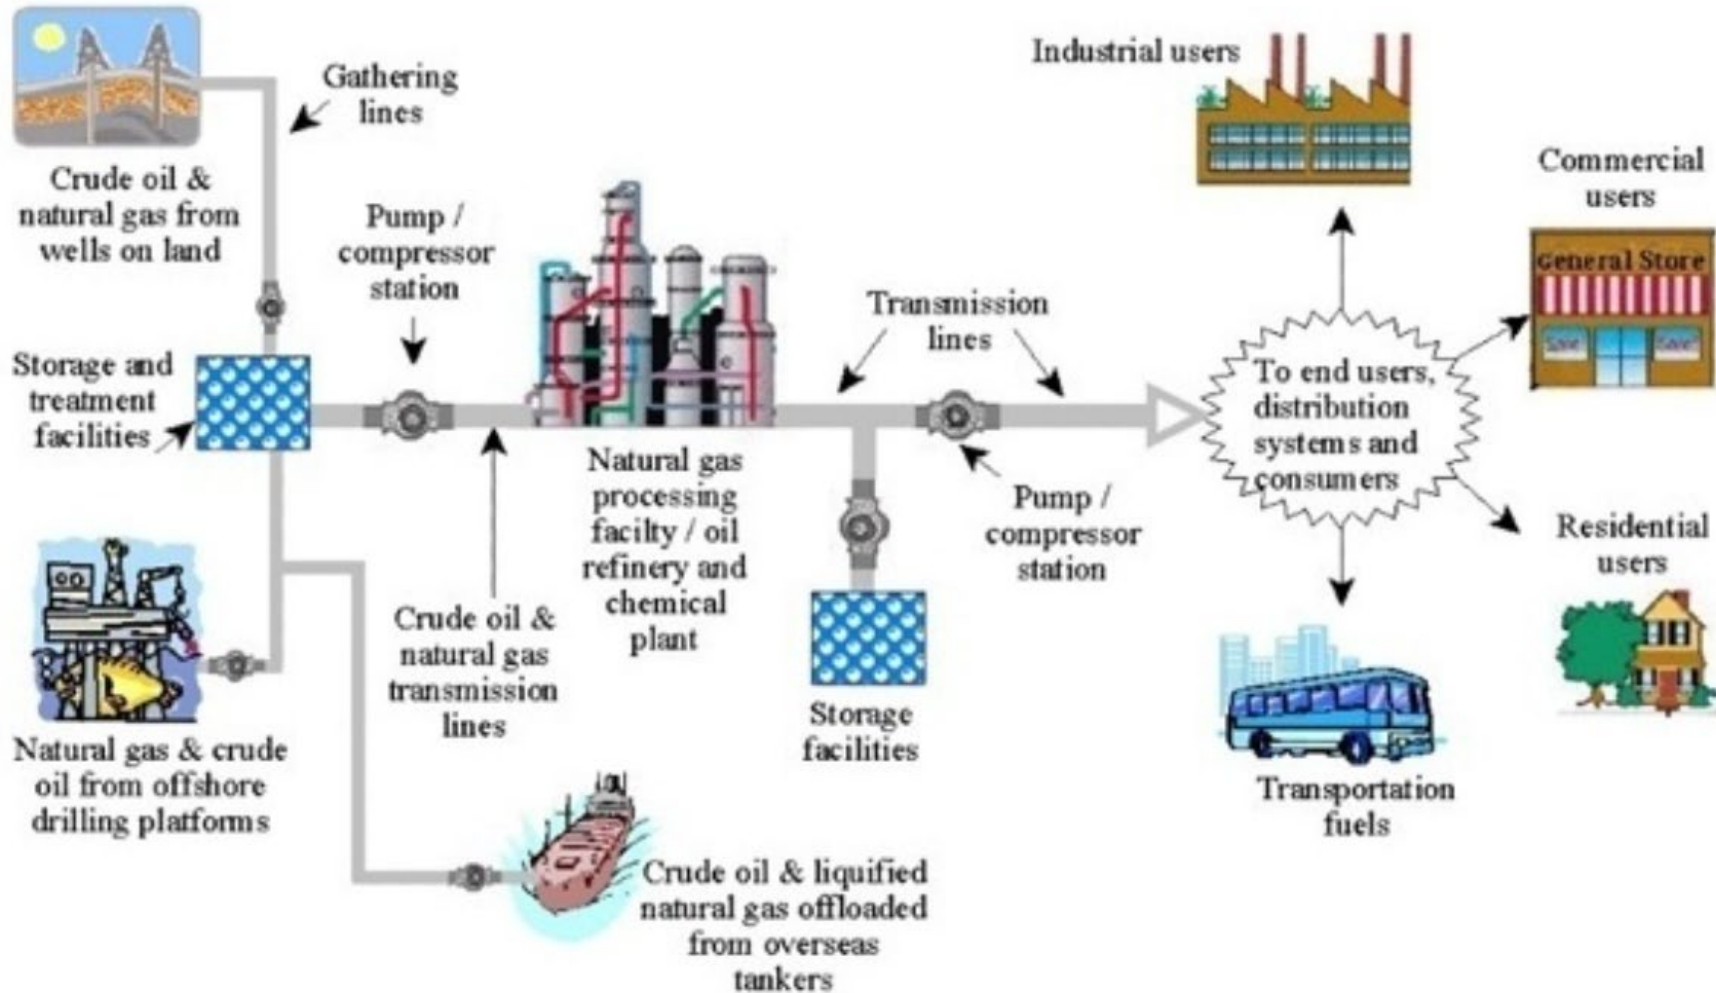 Industrial users
Gathering
lines
Commercial
users
Crude oil &
natural gas from
wells on land
Pump /
compressor
station
General Store
Sale
Sale
Transmission
lines
Storage and
treatment
facilities
To end users,
distribution
systems and
consumers
Natural gas
processing
facilty / oil
refinery and
chemical
plant
Pump /
compressor
station
Residential
users
Crude oil &
natural gas
transmission
lines
Storage
facilities
Natural gas & crude
oil from offshore
drilling platforms
Transportation
fuels
Crude oil & liquified
natural gas offloaded
from overseas
tankers